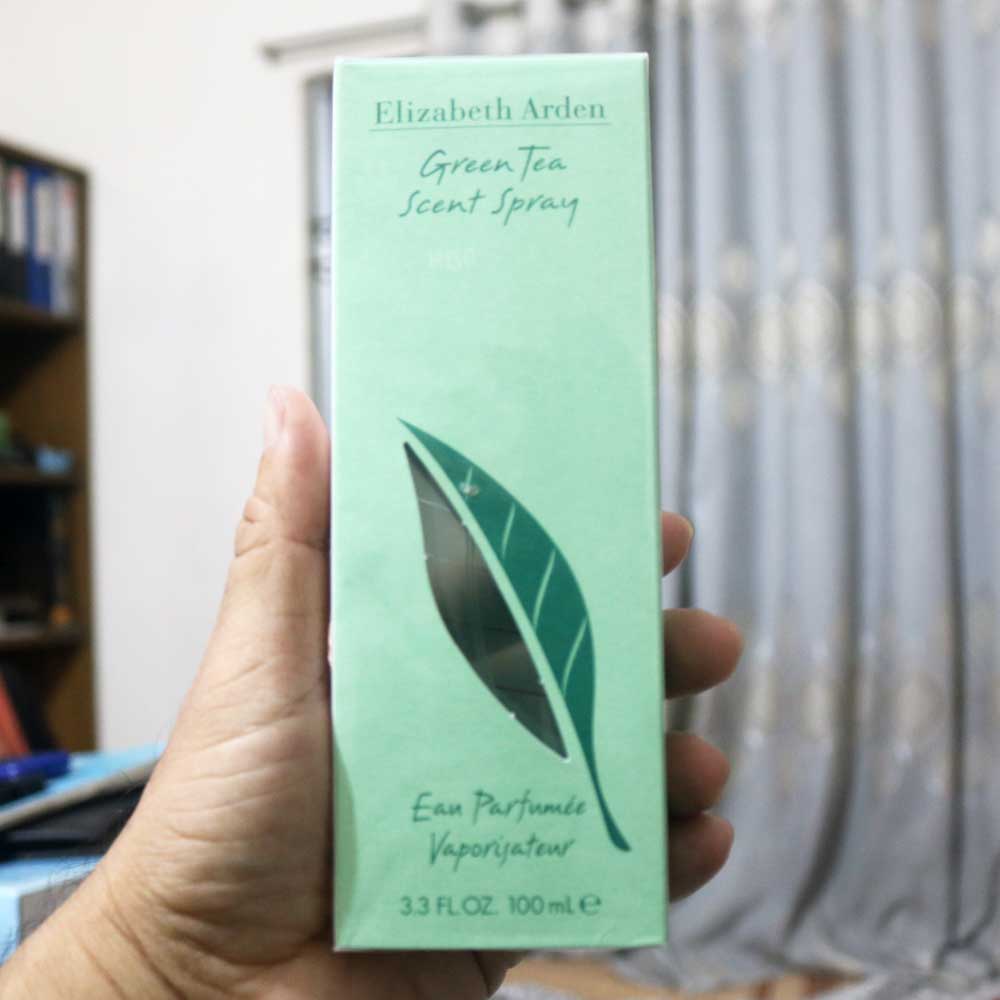 Elizabeth Arden
Green Tea
Scent Spray
Eau Parfumée
Vaporisateur
3.3 FL.OZ. 100 mL ℮